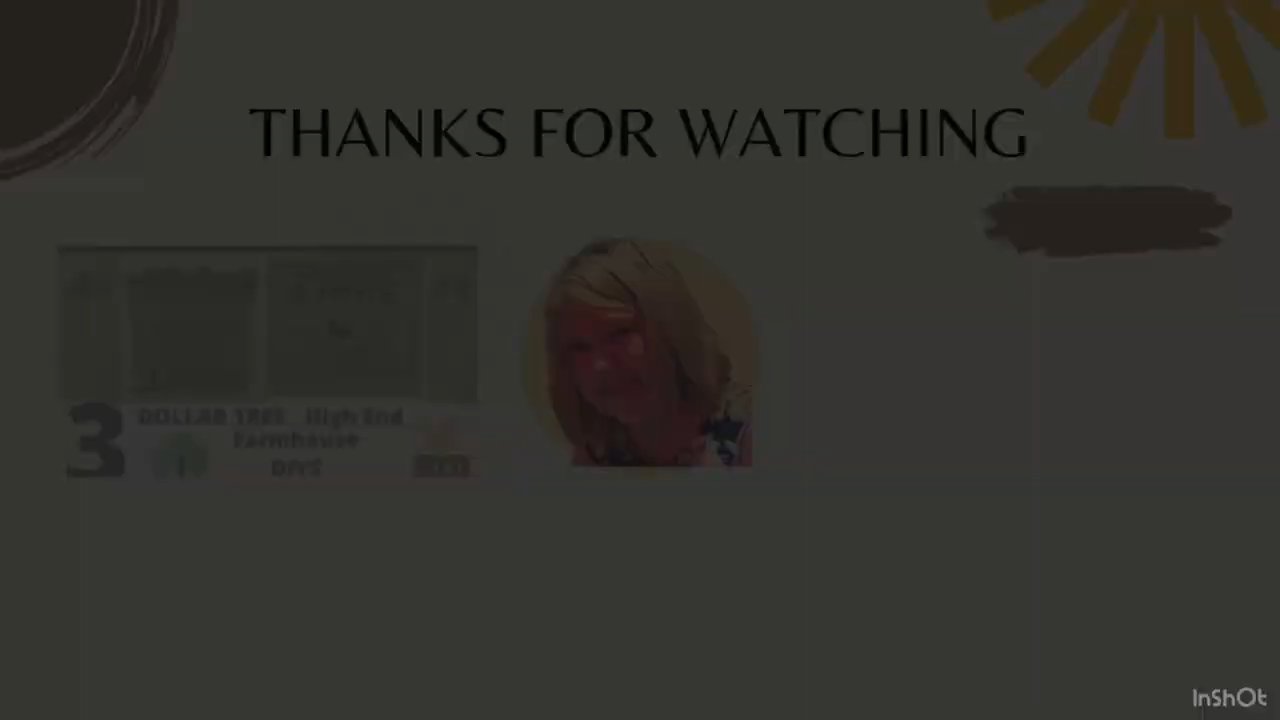 THANKS FOR WATCHING
3
DOLLAR TREE High End
Farmhouse
DIYS
InShOt